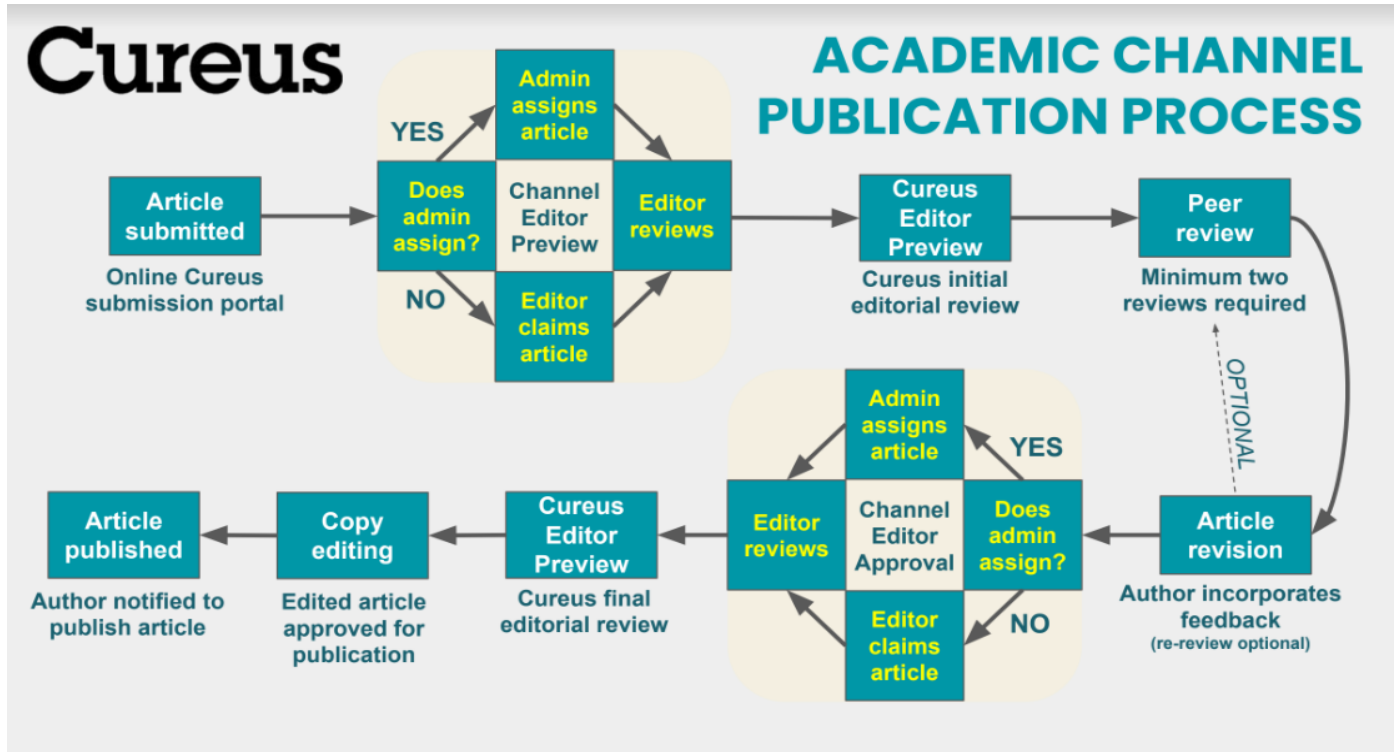 Cureus
ACADEMIC CHANNEL
PUBLICATION PROCESS
Article
submitted
Online Cureus
submission portal
YES
NO
Does
admin
assign?
Admin
assigns
article
Channel
Editor
Preview
Editor
claims
article
Editor
reviews
Cureus
Editor
Preview
Cureus initial
editorial review
Peer
review
Minimum two
reviews required
OPTIONAL
Article
revision
Author incorporates
feedback
(re-review optional)
Does
admin
assign?
YES
NO
Admin
assigns
article
Channel
Editor
Approval
Editor
claims
article
Editor
reviews
Cureus
Editor
Preview
Cureus final
editorial review
Copy
editing
Edited article
approved for
publication
Article
published
Author notified to
publish article